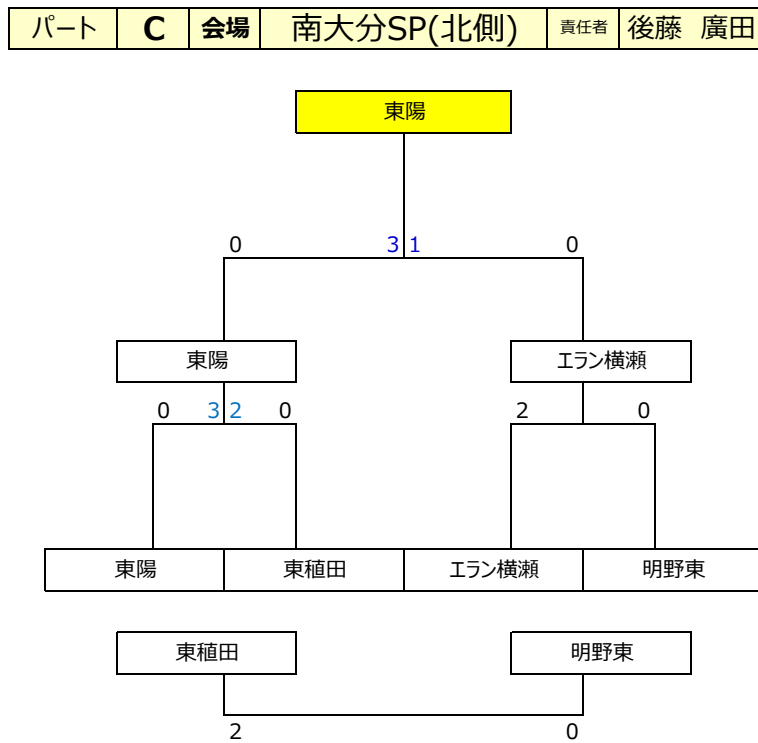 パート C 会場 南大分SP(北側) 責任者 後藤 廣田
東陽
0 3 1 0
東陽 エラン横瀬
0 3 2 0 2 0
東陽 東稙田 エラン横瀬 明野東
東稙田 明野東
2 0